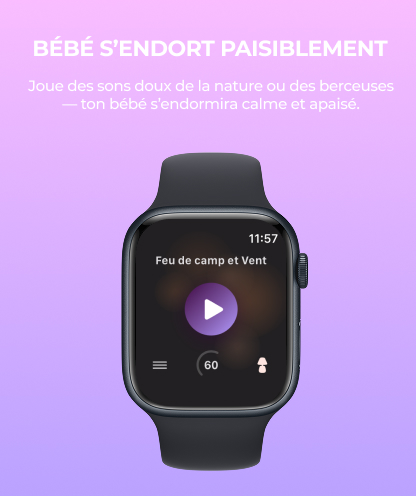 BÉBÉ S’ENDORT PAISIBLEMENT
Joue des sons doux de la nature ou des berceuses
— ton bébé s’endormira calme et apaisé.
11:57
Feu de camp et Vent
60